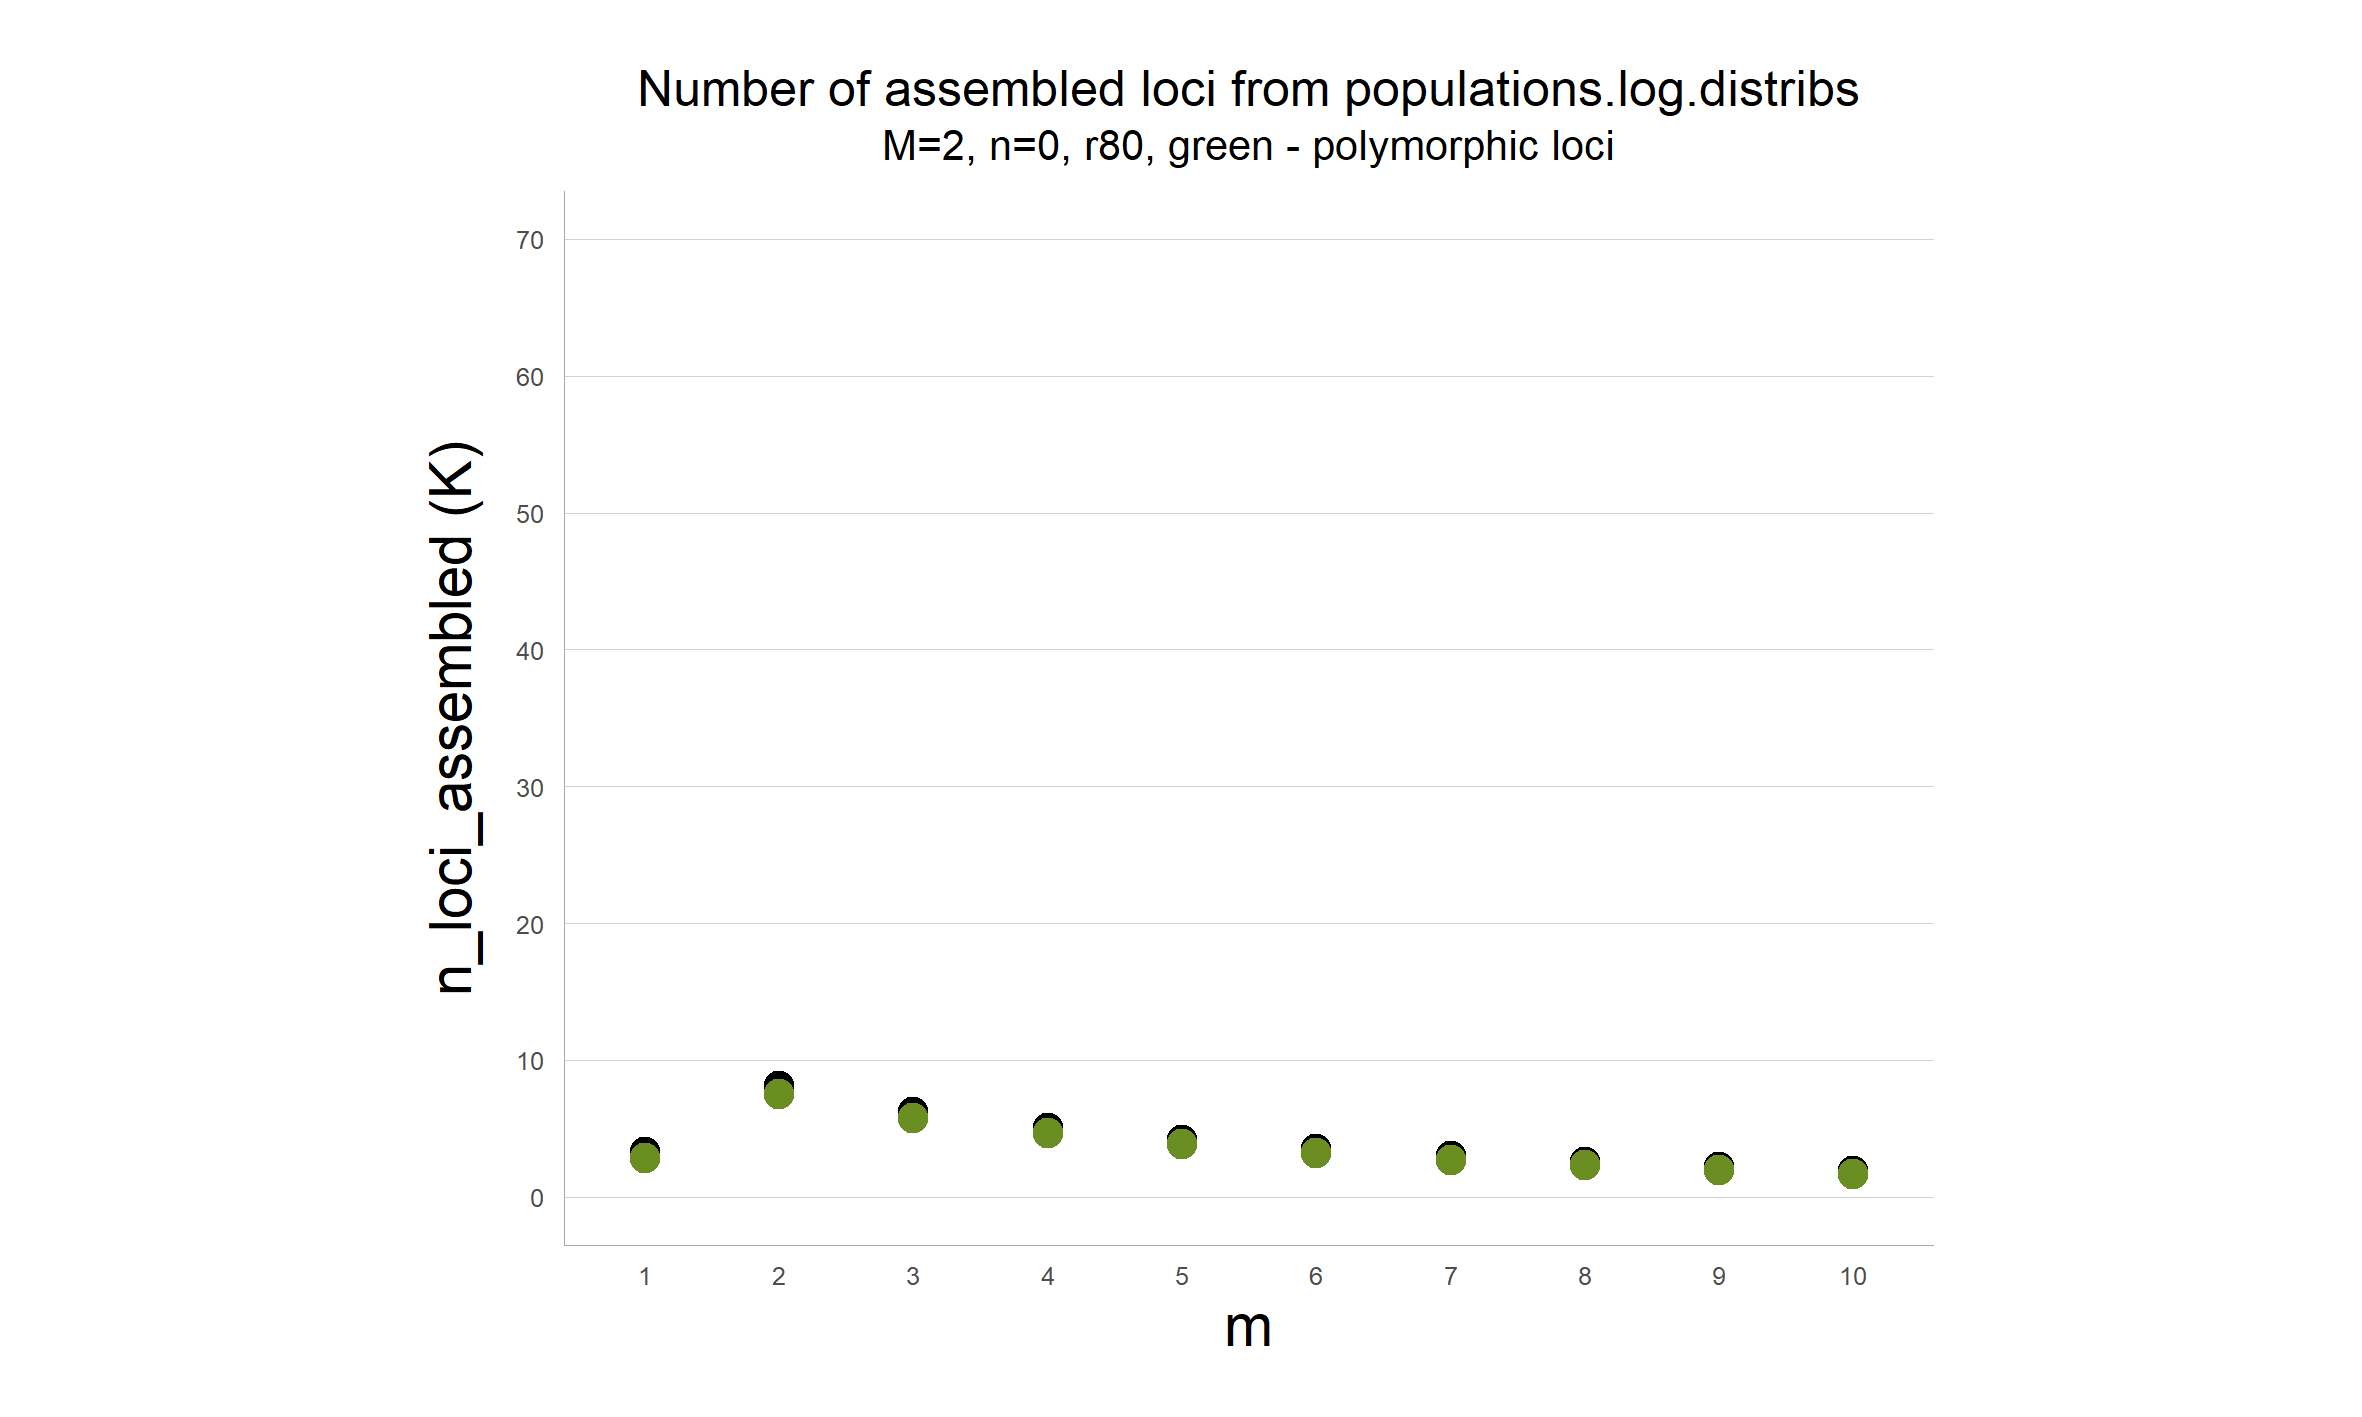 Number of assembled loci from populations.log.distribs
M=2, n=0, r80, green - polymorphic loci
n_loci_assembled (K)
70
60
50
40
30
20
10
0
1 2 3 4 5 6 7 8 9 10
m